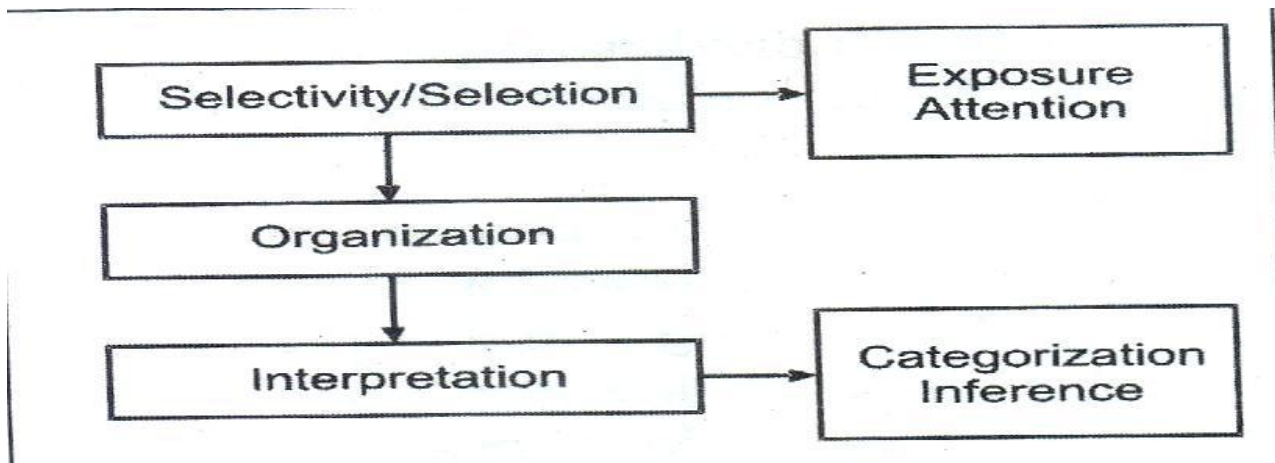 Selectivity/Selection
Exposure
Attention
Organization
Interpretation
Categorization
Inference